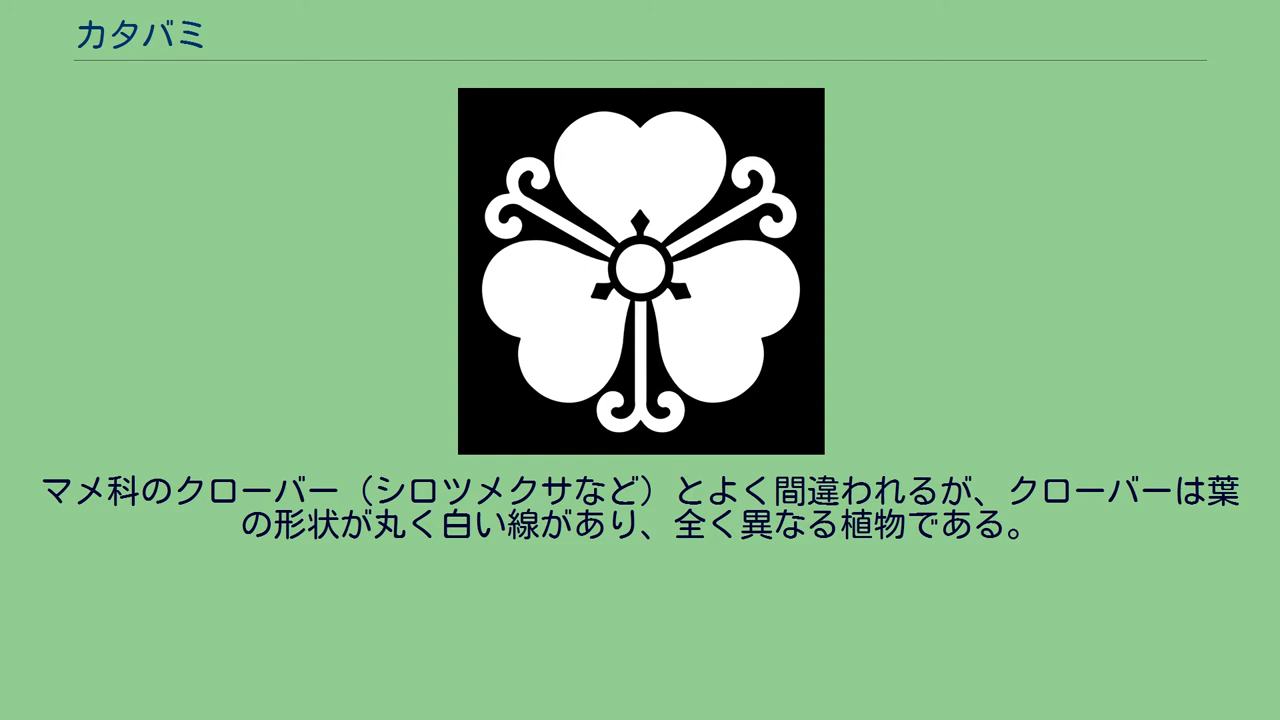 カタバミ
マメ科のクローバー（シロツメクサなど）とよく間違われるが、クローバーは葉
の形状が丸く白い線があり、全く異なる植物である。